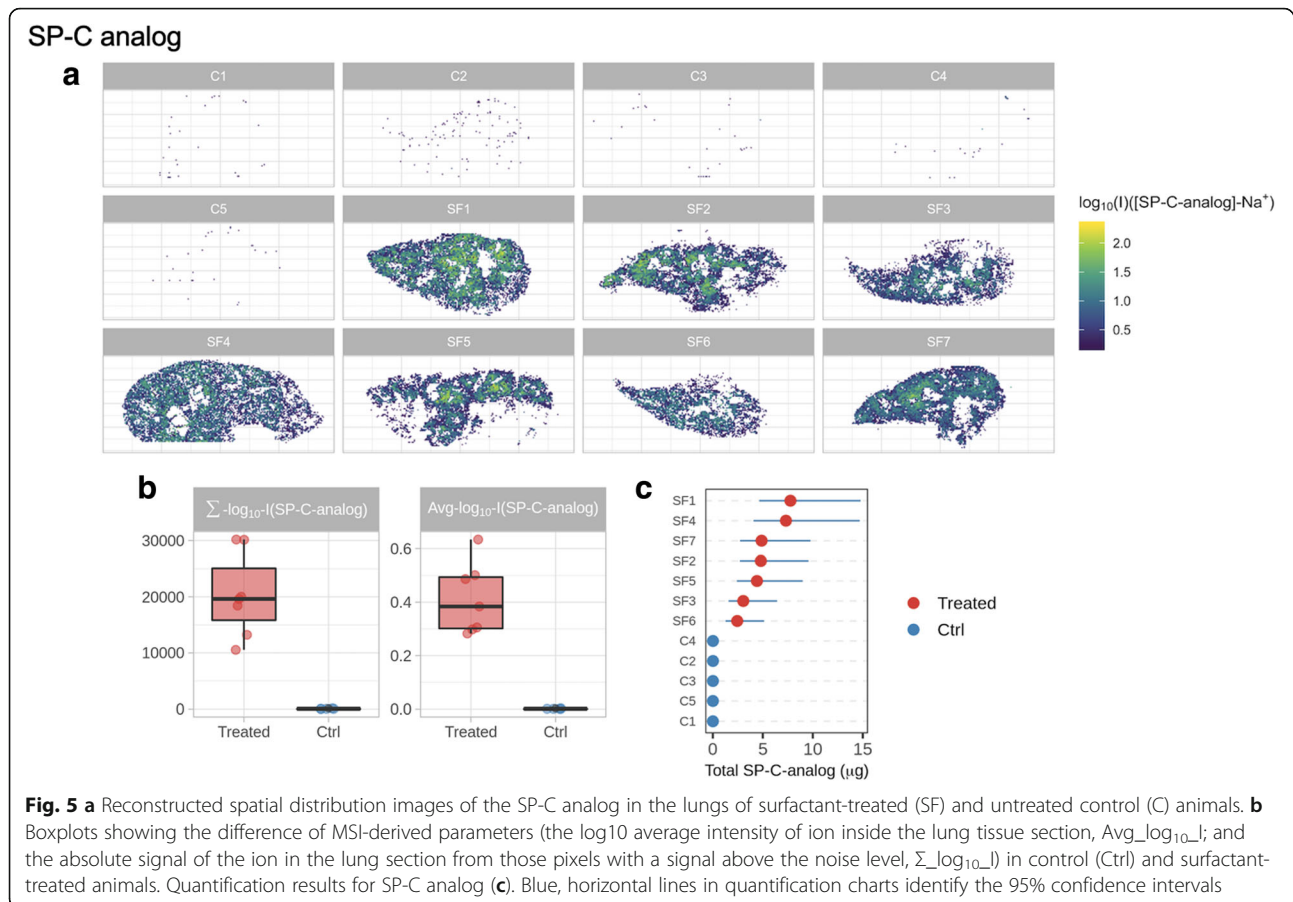 SP-C analog
a
C1 C2 C3 C4
C5 SF1 SF2 SF3
SF4 SF5 SF6 SF7
log₁₀(I)([SP-C-analog]-Na⁺)
2.0
1.5
1.0
0.5
b
∑-log₁₀-I(SP-C-analog)
30000
20000
10000
0
Treated Ctrl
Avg-log₁₀-I(SP-C-analog)
0.6
0.4
0.2
0.0
Treated Ctrl
c
SF1
SF4
SF7
SF2
SF5
SF3
SF6
C4
C2
C3
C5
C1
0 5 10 15
Total SP-C-analog (μg)
Treated
Ctrl
Fig. 5 a Reconstructed spatial distribution images of the SP-C analog in the lungs of surfactant-treated (SF) and untreated control (C) animals. b
Boxplots showing the difference of MSI-derived parameters (the log10 average intensity of ion inside the lung tissue section, Avg_log₁₀_I; and
the absolute signal of the ion in the lung section from those pixels with a signal above the noise level, Σ_log₁₀_I) in control (Ctrl) and surfactant-
treated animals. Quantification results for SP-C analog (c). Blue, horizontal lines in quantification charts identify the 95% confidence intervals